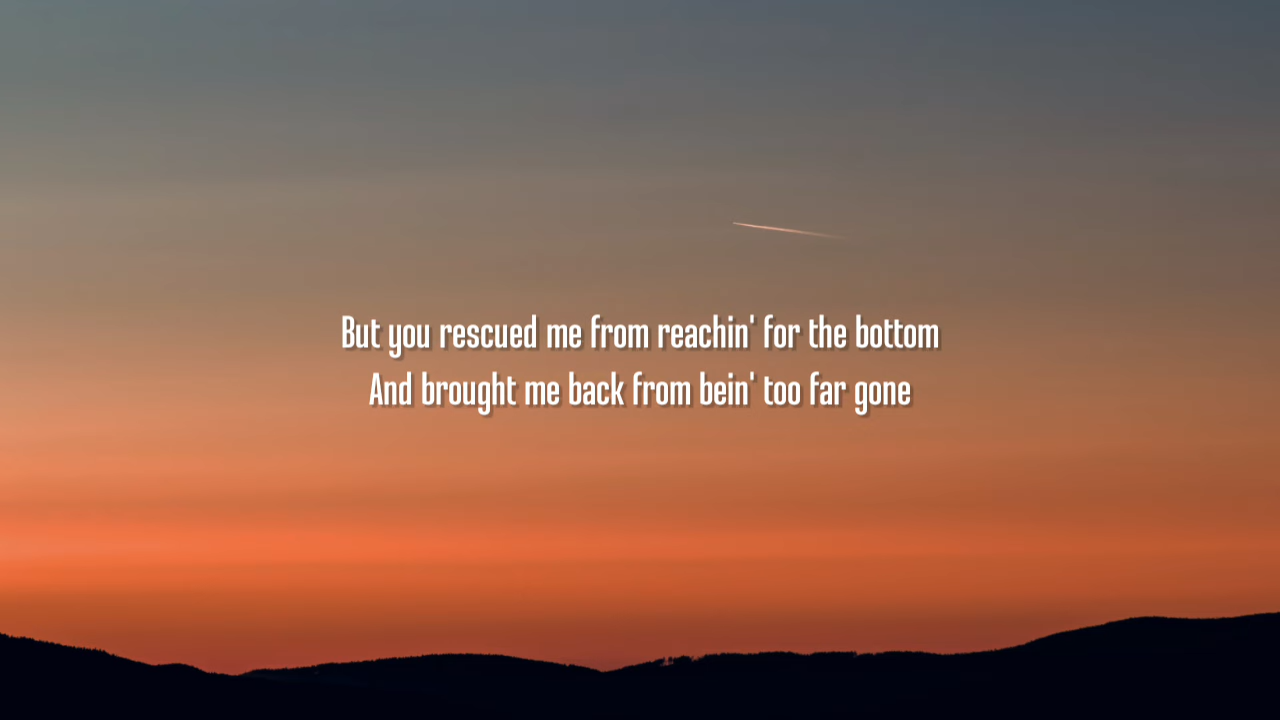 But you rescued me from reachin' for the bottom
And brought me back from bein' too far gone